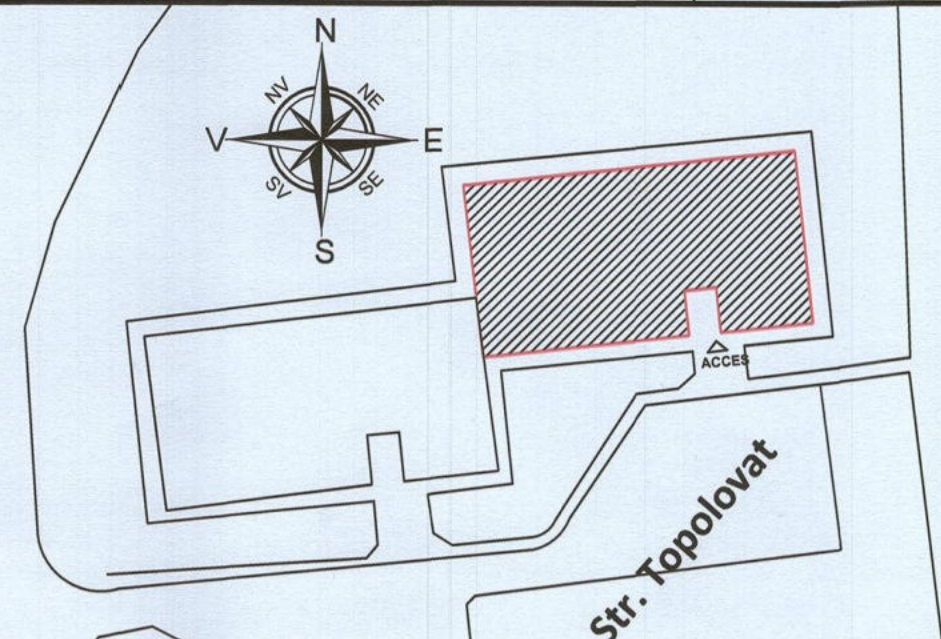 N
NV NE
V E
SV SE
S
ACCES
Str. Topolovat